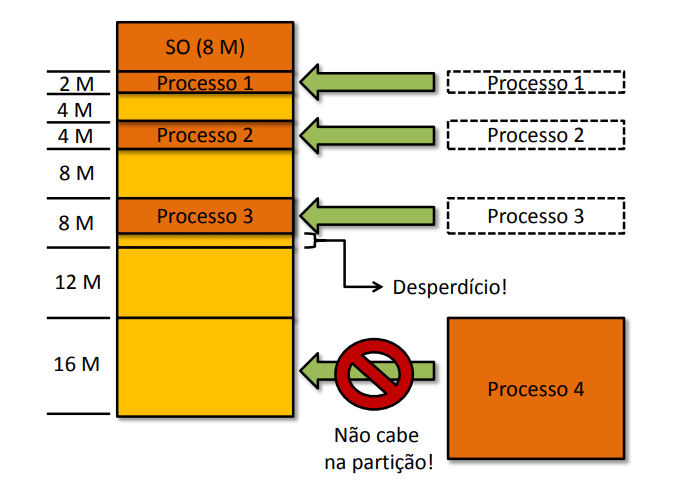 SO (8 M)
2 M
Processo 1
Processo 1
4 M
4 M
Processo 2
Processo 2
8 M
8 M
Processo 3
Processo 3
12 M
Desperdício!
16 M
Processo 4
Não cabe
na partição!